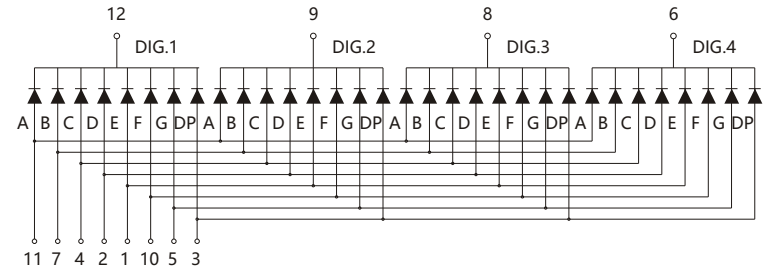 12 9 8 6
DIG.1 DIG.2 DIG.3 DIG.4
A B C D E F G DP A B C D E F G DP A B C D E F G DP A B C D E F G DP
11 7 4 2 1 10 5 3